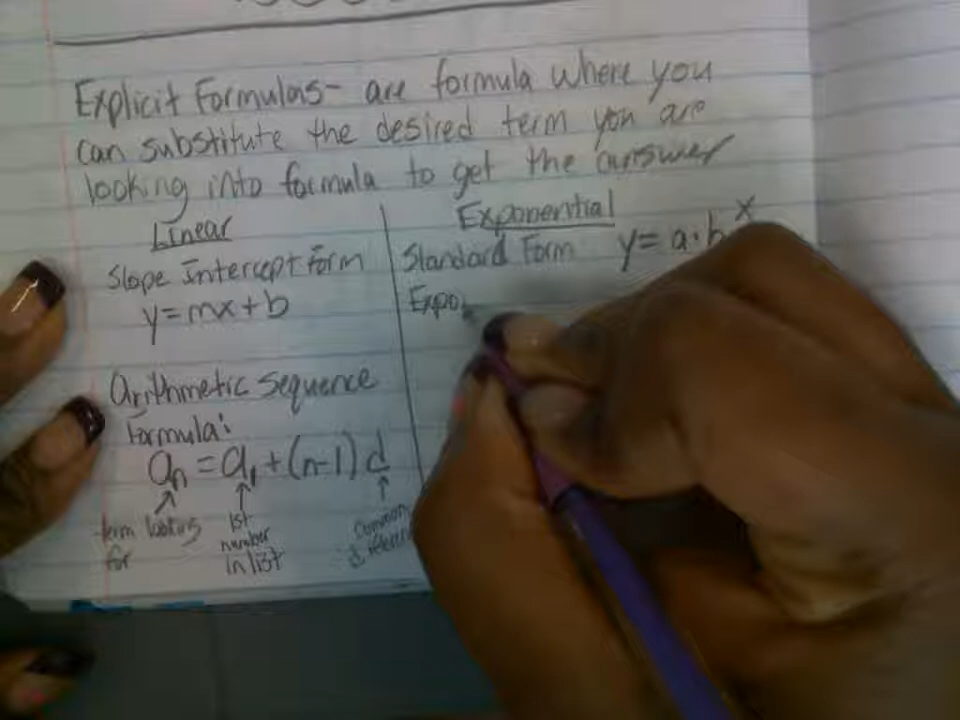 Explicit Formulas- are formula where you
can substitute the desired term you are
looking into formula to get the answer
Linear
Slope Intercept form
y=mx+b
Arithmetic Sequence
formula:
an = a1 + (n-1) d
term looking
for
1st
number
in list
common
Exponential
Standard Form y= a·b^x
Expo